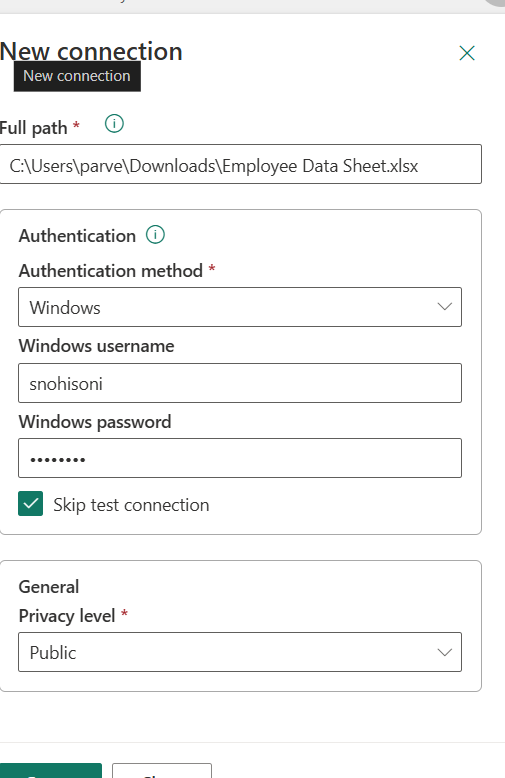 New connection
New connection
Full path *
C:\Users\parve\Downloads\Employee Data Sheet.xlsx
Authentication
Authentication method *
Windows
Windows username
snohisoni
Windows password
••••••••
Skip test connection
General
Privacy level *
Public